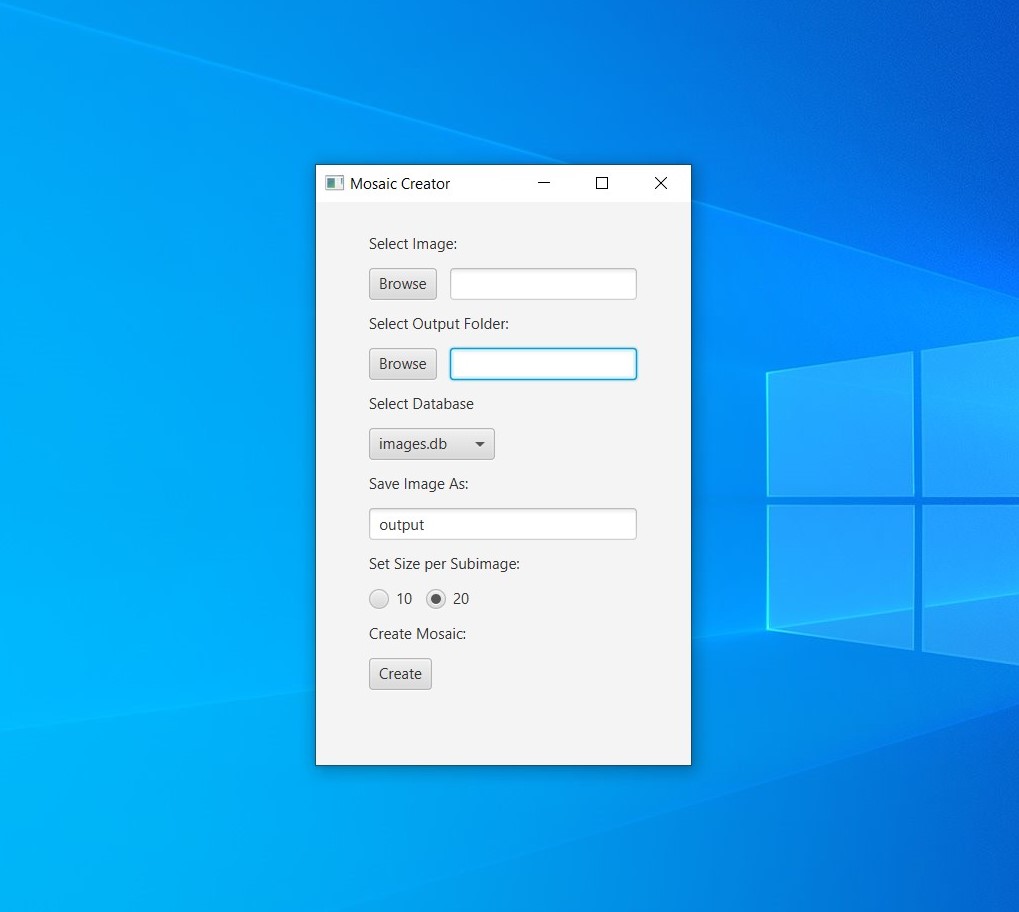 Mosaic Creator
Select Image:
Browse
Select Output Folder:
Browse
Select Database
images.db
Save Image As:
output
Set Size per Subimage:
10 20
Create Mosaic:
Create